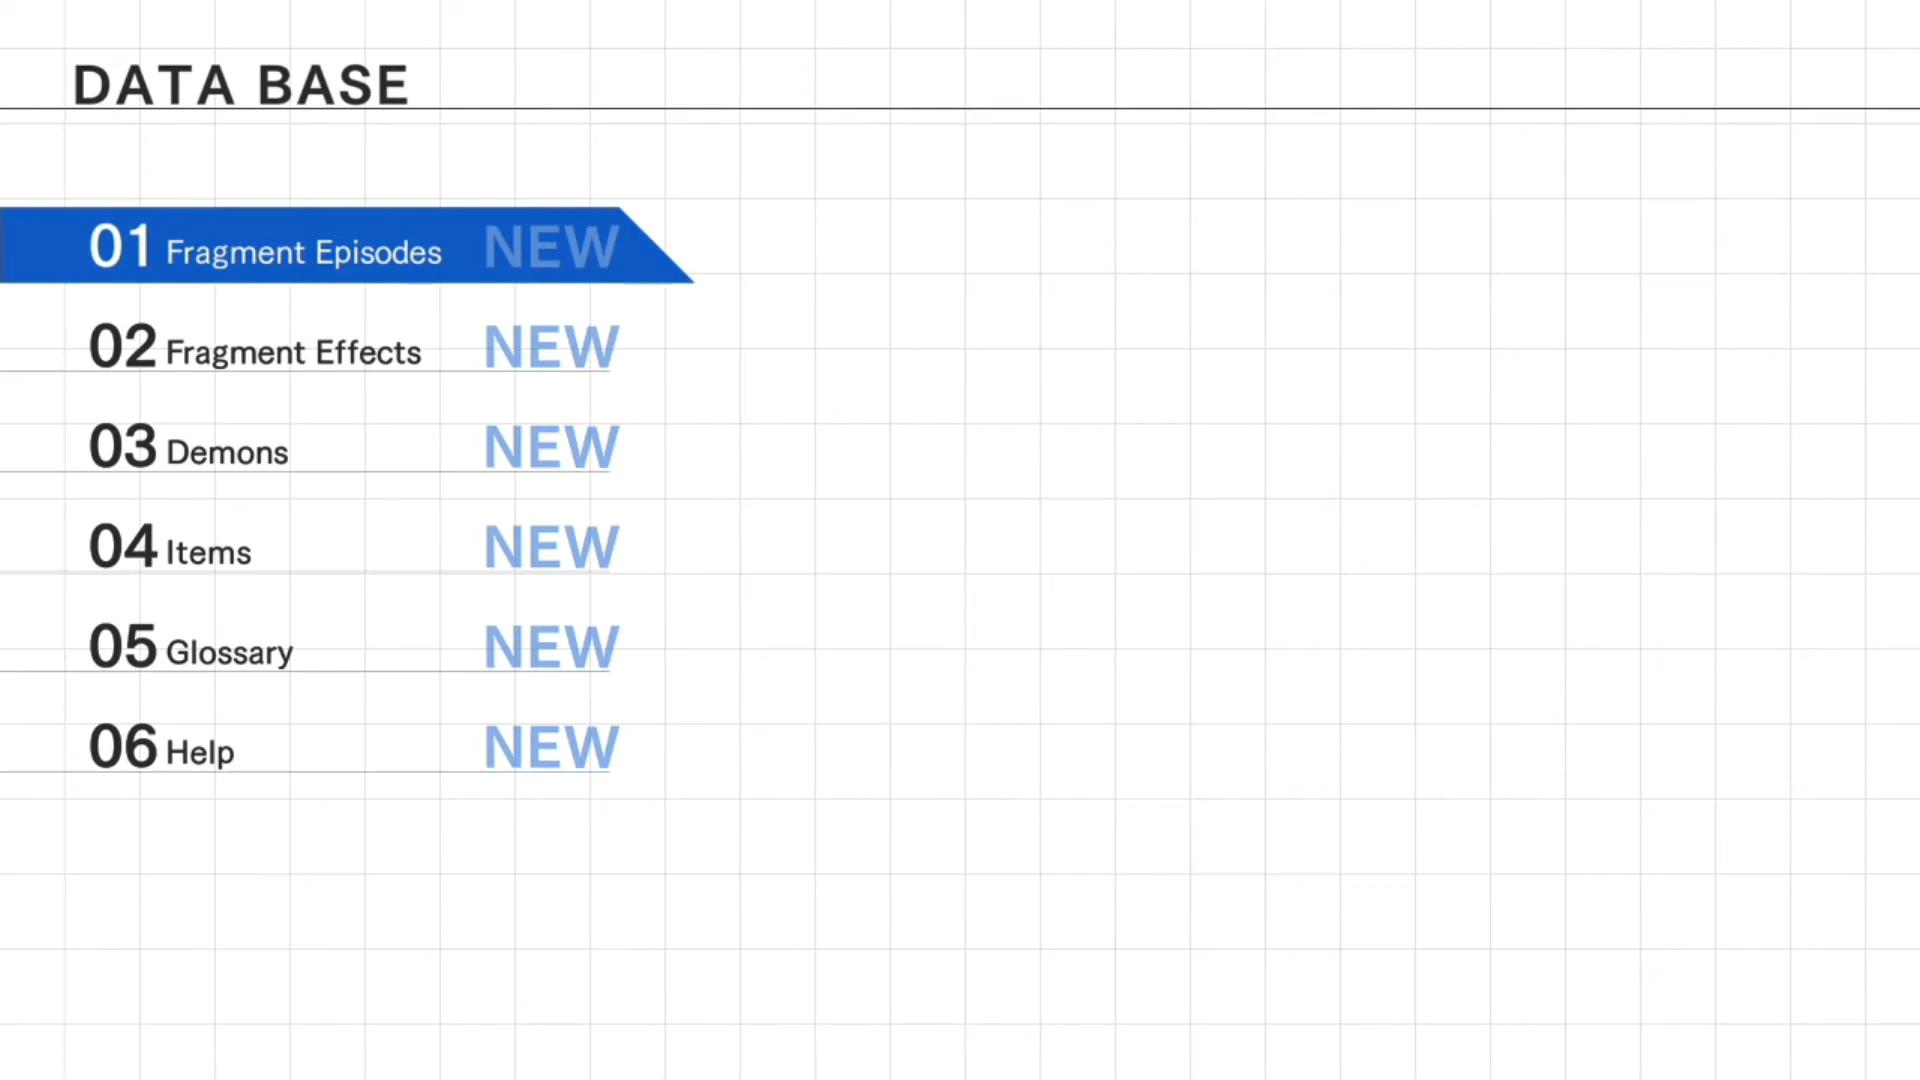 DATA BASE
01 Fragment Episodes NEW
02 Fragment Effects NEW
03 Demons NEW
04 Items NEW
05 Glossary NEW
06 Help NEW